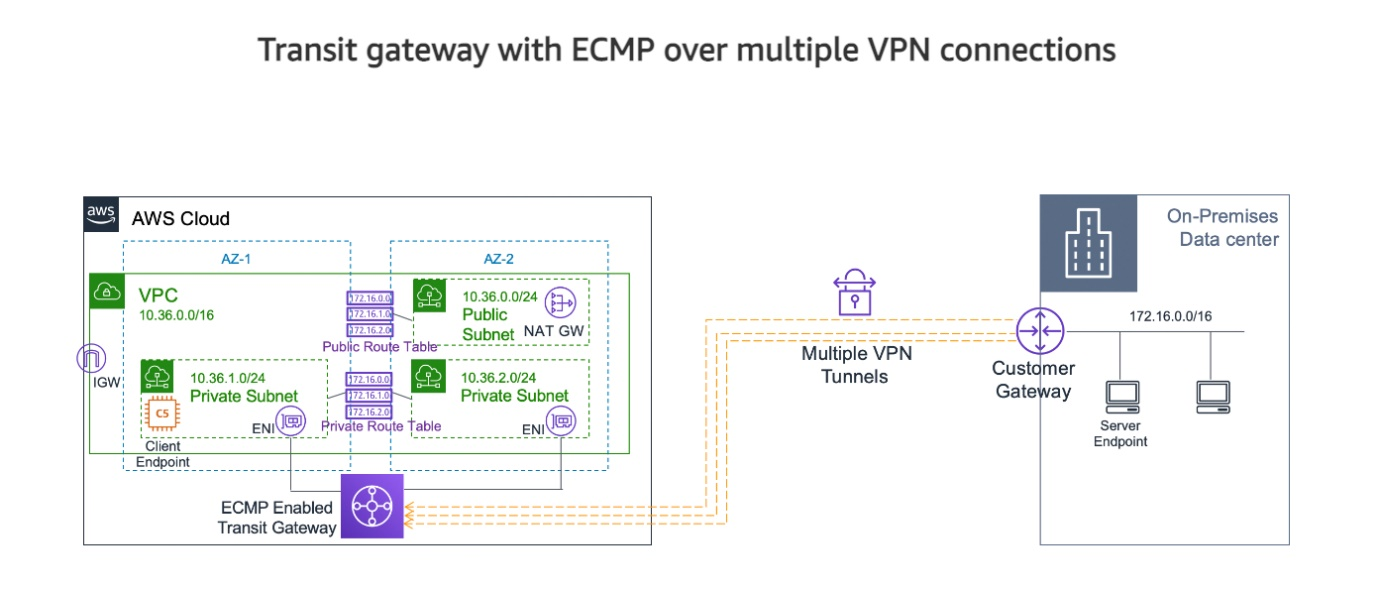 Transit gateway with ECMP over multiple VPN connections
aws
AWS Cloud
AZ-1
AZ-2
VPC
10.36.0.0/16
172.16.0.0
172.16.1.0
172.16.2.0
Public Route Table
10.36.0.0/24
Public
Subnet
NAT GW
IGW
10.36.1.0/24
Private Subnet
C5
ENI
Client
Endpoint
172.16.0.0
172.16.1.0
172.16.2.0
Private Route Table
10.36.2.0/24
Private Subnet
ENI
ECMP Enabled
Transit Gateway
Multiple VPN
Tunnels
On-Premises
Data center
172.16.0.0/16
Customer
Gateway
Server
Endpoint